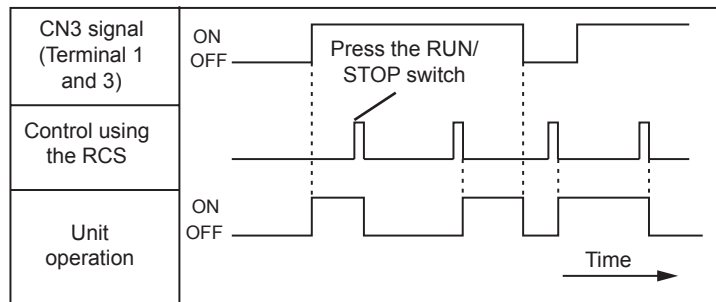 CN3 signal
(Terminal 1
and 3)
ON
OFF
Press the RUN/
STOP switch
Control using
the RCS
Unit
operation
ON
OFF
Time